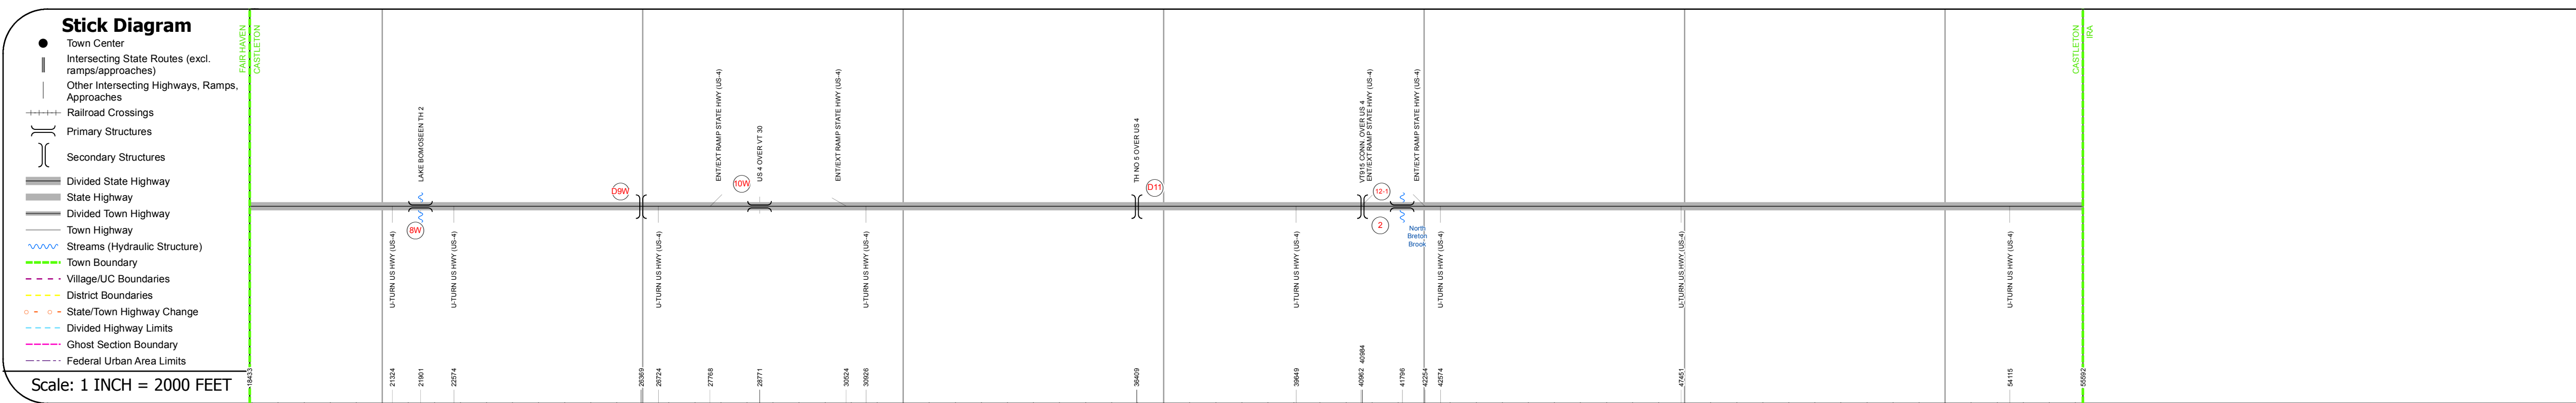 Stick Diagram
Town Center
Intersecting State Routes (excl.
ramps/approaches)
Other Intersecting Highways, Ramps,
Approaches
Railroad Crossings
Primary Structures
Secondary Structures
Divided State Highway
State Highway
Divided Town Highway
Town Highway
Streams (Hydraulic Structure)
Town Boundary
Village/UC Boundaries
District Boundaries
State/Town Highway Change
Divided Highway Limits
Ghost Section Boundary
Federal Urban Area Limits
Scale: 1 INCH = 2000 FEET
FAIR HAVEN
CASTLETON
LAKE BOMOSEEN TH 2
ENT/EXT RAMP STATE HWY (US-4)
US 4 OVER VT 30
ENT/EXT RAMP STATE HWY (US-4)
TH NO 5 OVER US 4
VT915 CONN. OVER US 4
ENT/EXT RAMP STATE HWY (US-4)
ENT/EXT RAMP STATE HWY (US-4)
CASTLETON
IRA
8W
D9W
10W
D11
12-1
2
North
Breton
Brook
U-TURN US HWY (US-4)
U-TURN US HWY (US-4)
U-TURN US HWY (US-4)
U-TURN US HWY (US-4)
U-TURN US HWY (US-4)
U-TURN US HWY (US-4)
U-TURN US HWY (US-4)
U-TURN US HWY (US-4)
18433
21324
21901
22574
26369
26724
27768
28771
30524
30926
36409
39649
40962
40984
41796
42254
42574
47451
54115
55592